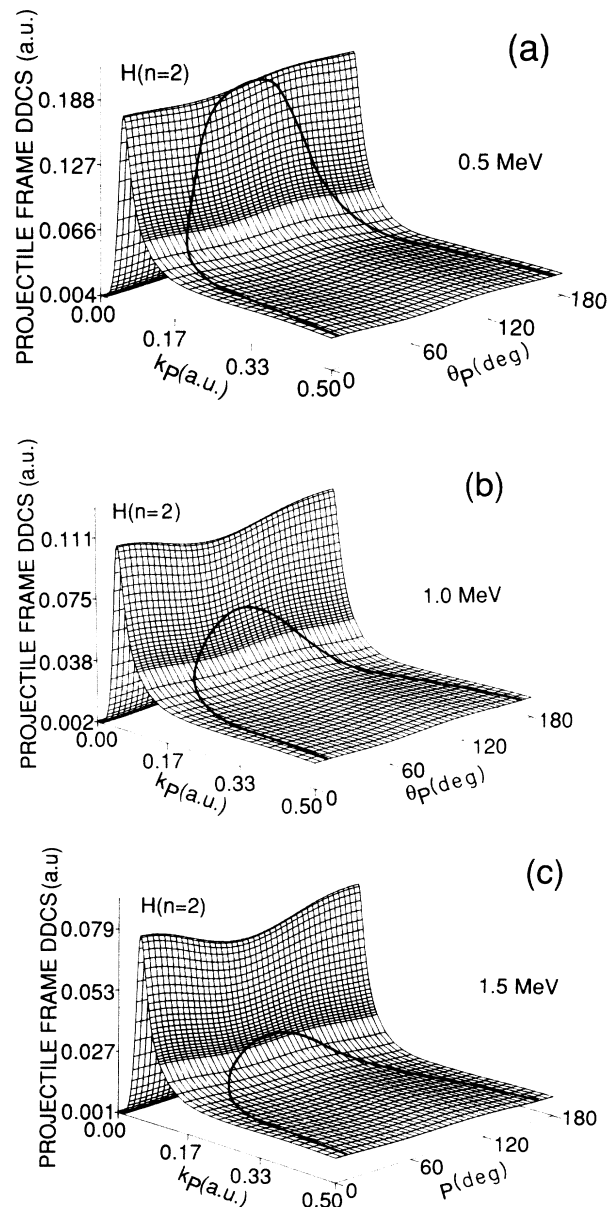 (a)
H(n=2)
PROJECTILE FRAME DDCS (a.u.)
0.188
0.127
0.066
0.004
0.5 MeV
0.00
0.17
0.33
0.50
kP(a.u.)
0
60
120
180
θP(deg)
(b)
H(n=2)
PROJECTILE FRAME DDCS (a.u.)
0.111
0.075
0.038
0.002
1.0 MeV
0.00
0.17
0.33
0.50
kP(a.u.)
0
60
120
180
θP(deg)
(c)
H(n=2)
PROJECTILE FRAME DDCS (a.u)
0.079
0.053
0.027
0.001
1.5 MeV
0.00
0.17
0.33
0.50
kP(a.u.)
0
60
120
180
P(deg)